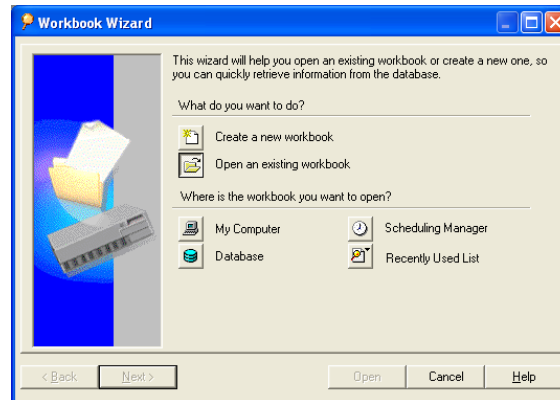 Workbook Wizard
This wizard will help you open an existing workbook or create a new one, so
you can quickly retrieve information from the database.
What do you want to do?
Create a new workbook
Open an existing workbook
Where is the workbook you want to open?
My Computer
Scheduling Manager
Database
Recently Used List
< Back
Next >
Open
Cancel
Help